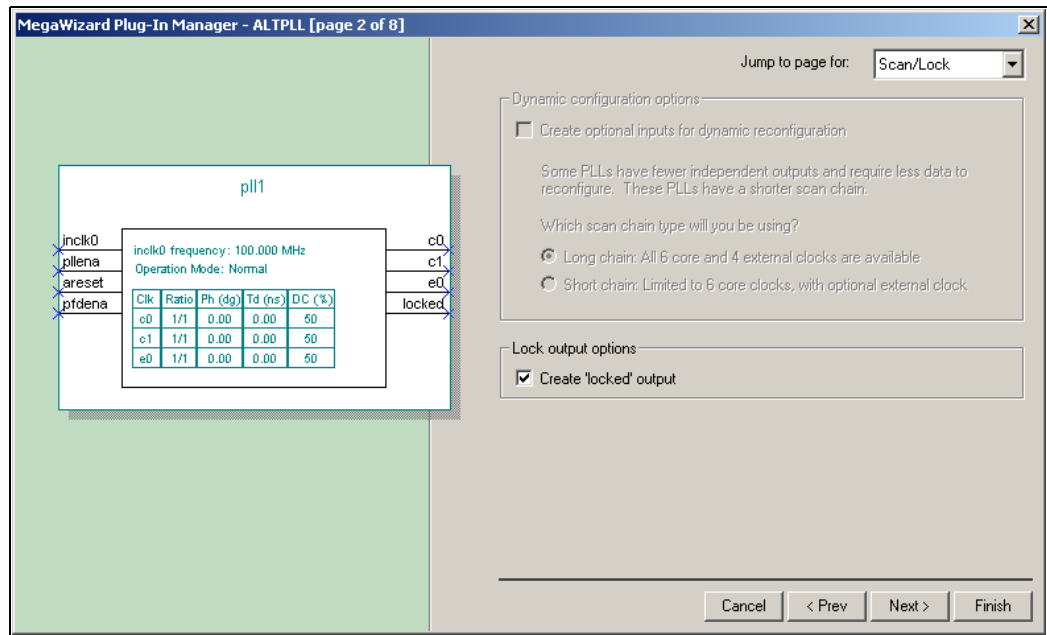 MegaWizard Plug-In Manager - ALTPLL [page 2 of 8]
Jump to page for: Scan/Lock
Dynamic configuration options
Create optional inputs for dynamic reconfiguration
Some PLLs have fewer independent outputs and require less data to
reconfigure. These PLLs have a shorter scan chain.
Which scan chain type will you be using?
Long chain: All 6 core and 4 external clocks are available
Short chain: Limited to 6 core clocks, with optional external clock
Lock output options
Create 'locked' output
pll1
inclk0
pllena
areset
pfdena
inclk0 frequency: 100.000 MHz
Operation Mode: Normal
Clk Ratio Ph (dg) Td (ns) DC (%)
c0 1/1 0.00 0.00 50
c1 1/1 0.00 0.00 50
e0 1/1 0.00 0.00 50
c0
c1
e0
locked
Cancel < Prev Next > Finish